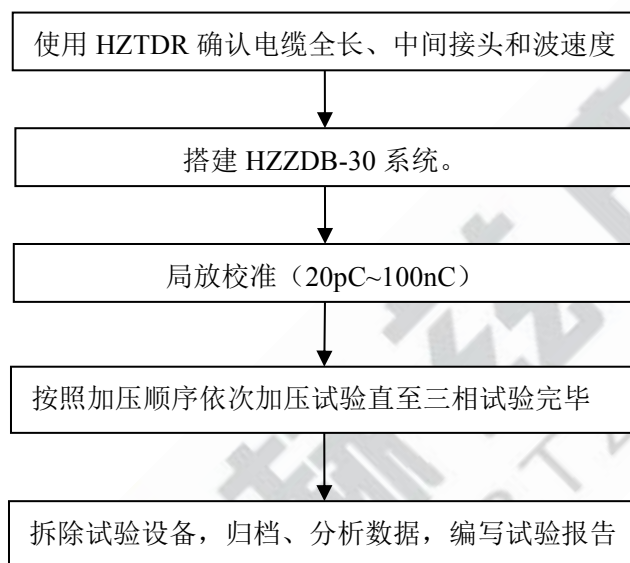 使用 HZTDR 确认电缆全长、中间接头和波速度
搭建 HZZDB-30 系统。
局放校准（20pC~100nC）
按照加压顺序依次加压试验直至三相试验完毕
拆除试验设备，归档、分析数据，编写试验报告